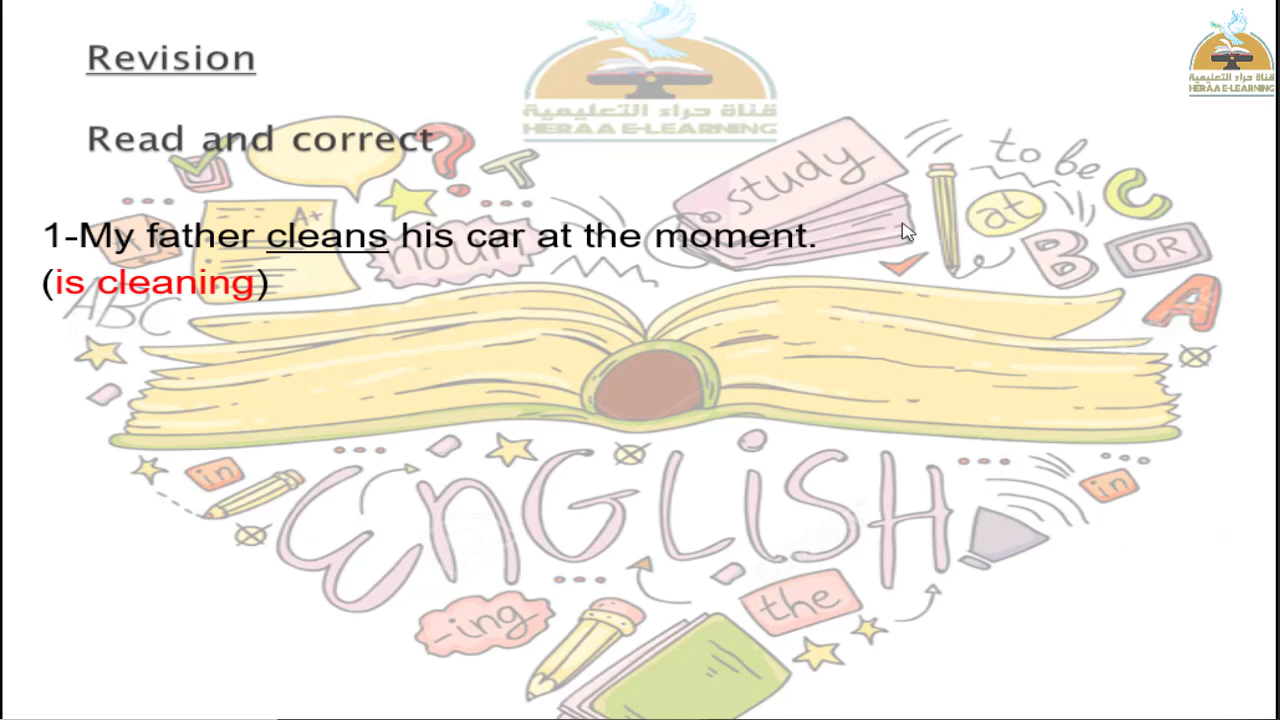 قناة حراء التعليمية
HERAA E-LEARNING
قناة حراء التعليمية
HERAA E-LEARNING
Revision
Read and correct
1-My father cleans his car at the moment.
(is cleaning)
study
to be
C
T
A+
at
noun
B
OR
A
ABC
in
in
ENGLISH
-ing
the